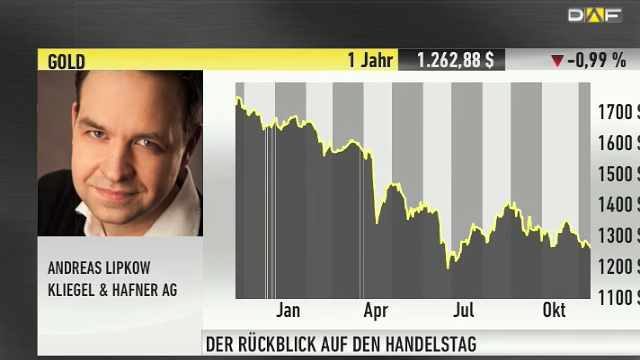 DAF
GOLD 1 Jahr 1.262,88 $ -0,99 %
1700 $
1600 $
1500 $
1400 $
1300 $
1200 $
1100 $
Jan Apr Jul Okt
ANDREAS LIPKOW
KLIEGEL & HAFNER AG
DER RÜCKBLICK AUF DEN HANDELSTAG